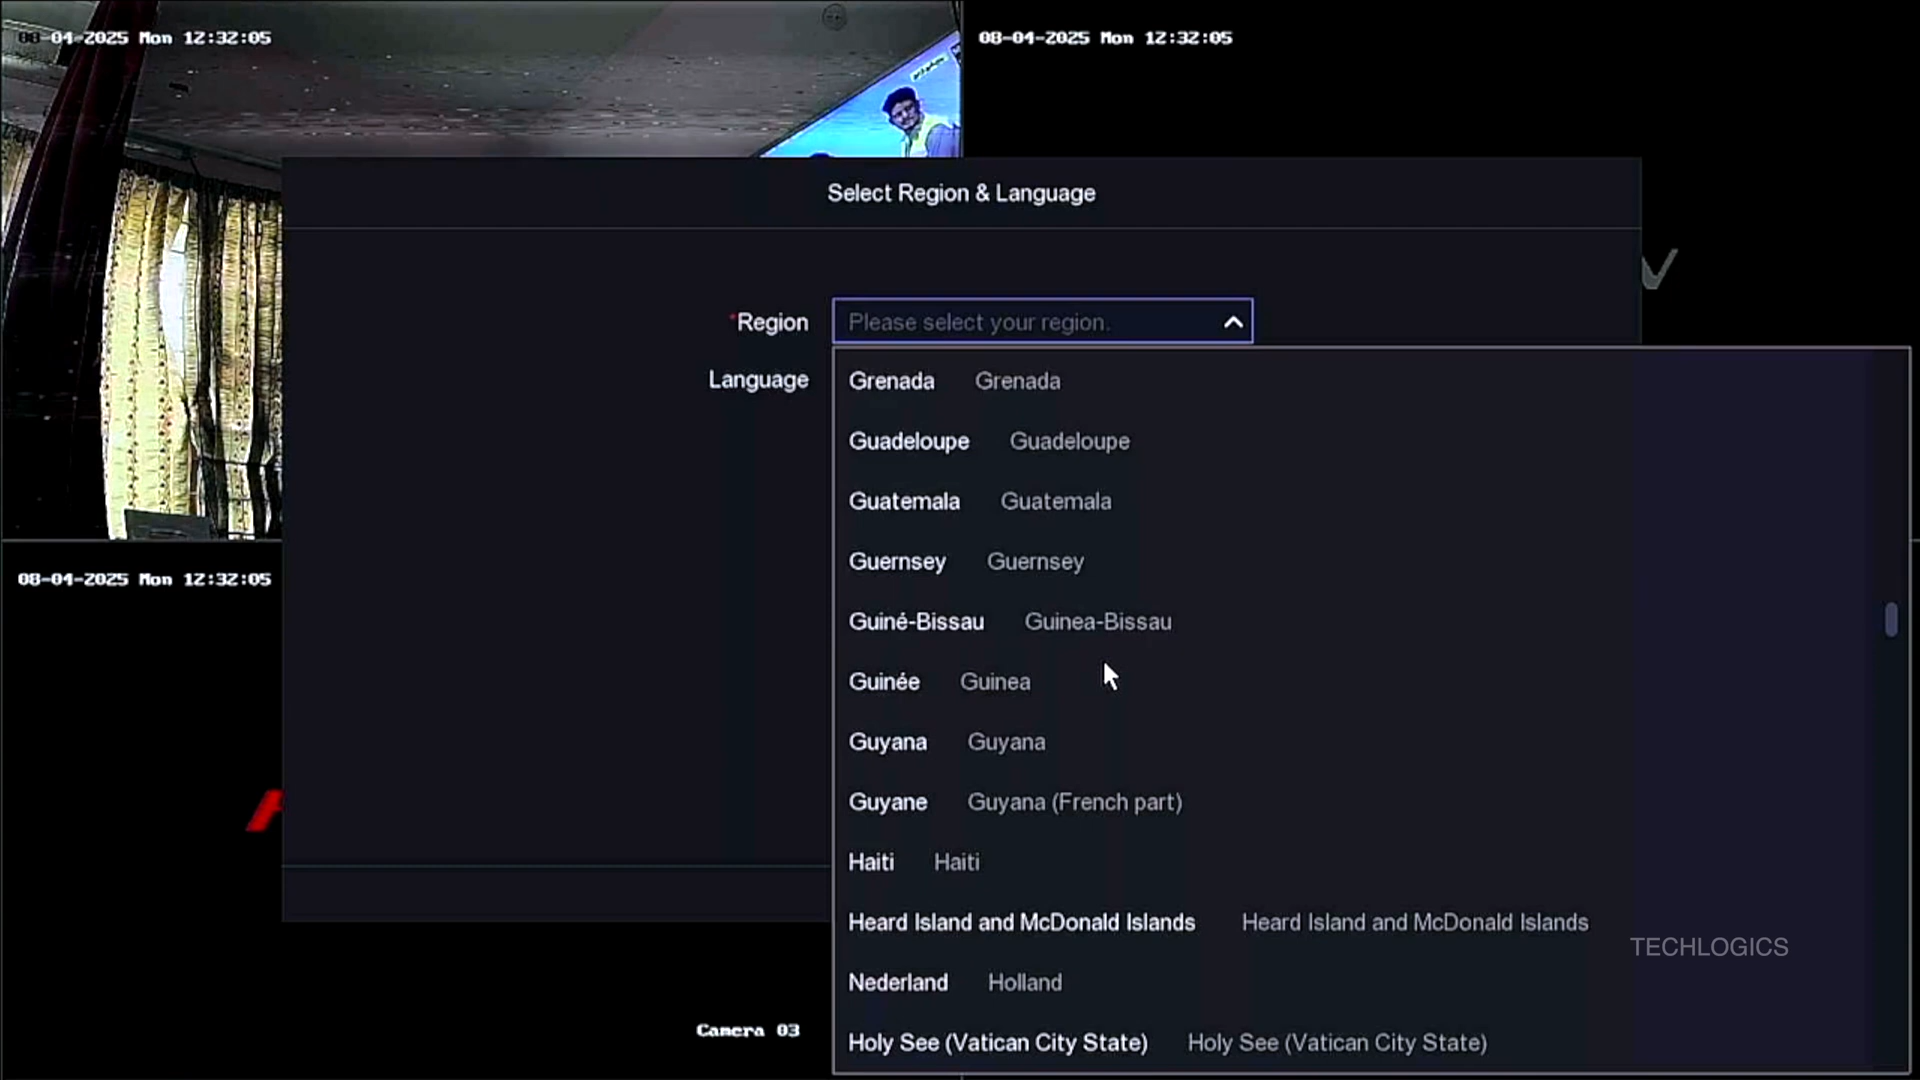 08-04-2025 Mon 12:32:05
08-04-2025 Mon 12:32:05
Select Region & Language
*Region
Please select your region.
Language
Grenada Grenada
Guadeloupe Guadeloupe
Guatemala Guatemala
Guernsey Guernsey
Guiné-Bissau Guinea-Bissau
Guinée Guinea
Guyana Guyana
Guyane Guyana (French part)
Haiti Haiti
Heard Island and McDonald Islands Heard Island and McDonald Islands
Nederland Holland
Holy See (Vatican City State) Holy See (Vatican City State)
08-04-2025 Mon 12:32:05
TECHLOGICS
Camera 03